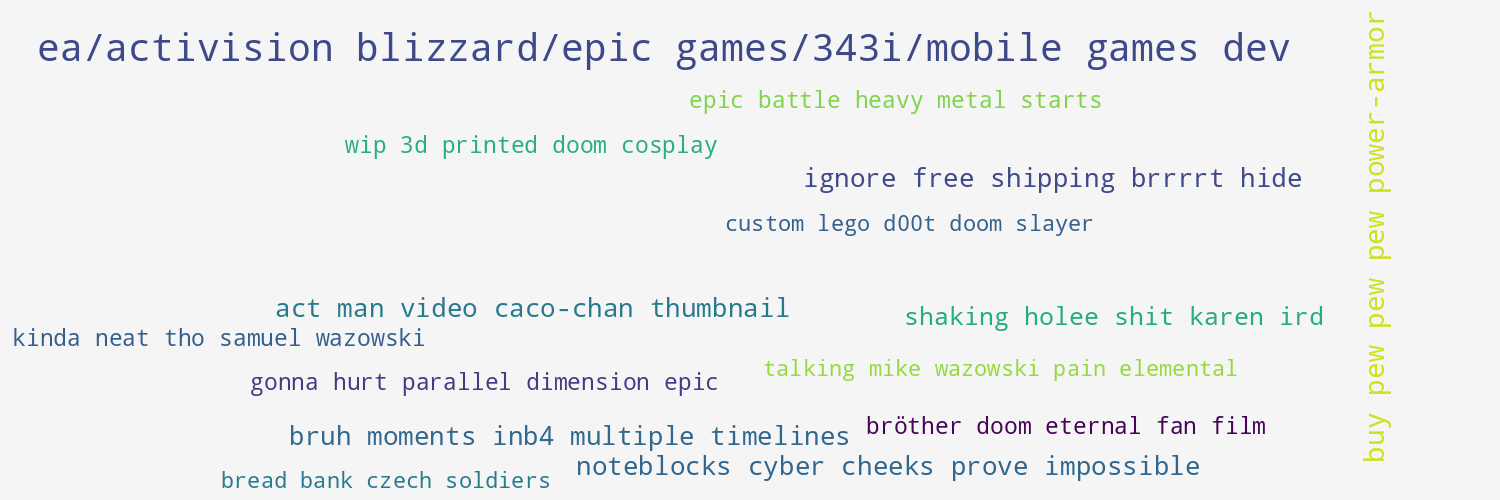 ea/activision blizzard/epic games/343i/mobile games dev
epic battle heavy metal starts
wip 3d printed doom cosplay
ignore free shipping brrrrt hide
custom lego d00t doom slayer
act man video caco-chan thumbnail
shaking holee shit karen ird
kinda neat tho samuel wazowski
talking mike wazowski pain elemental
gonna hurt parallel dimension epic
bröther doom eternal fan film
bruh moments inb4 multiple timelines
noteblocks cyber cheeks prove impossible
bread bank czech soldiers
buy pew pew pew power-armor